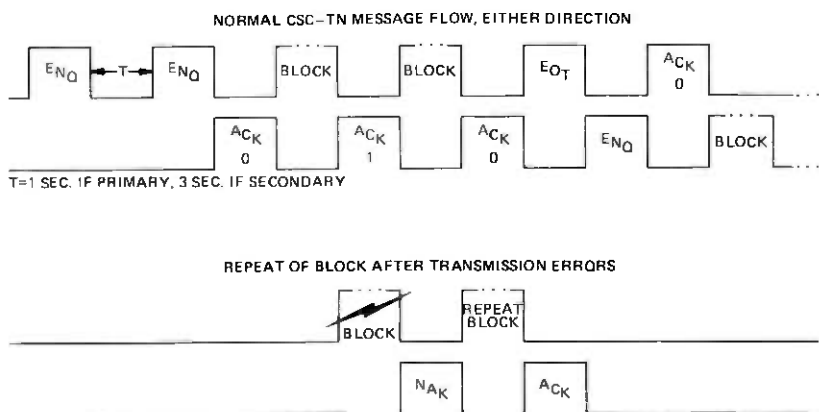 NORMAL CSC-TN MESSAGE FLOW, EITHER DIRECTION
ENQ T ENQ BLOCK BLOCK EOT ACK 0
ACK 0 ACK 1 ACK 0 ENQ BLOCK
T=1 SEC. IF PRIMARY, 3 SEC. IF SECONDARY
REPEAT OF BLOCK AFTER TRANSMISSION ERRORS
BLOCK REPEAT BLOCK
NAK ACK